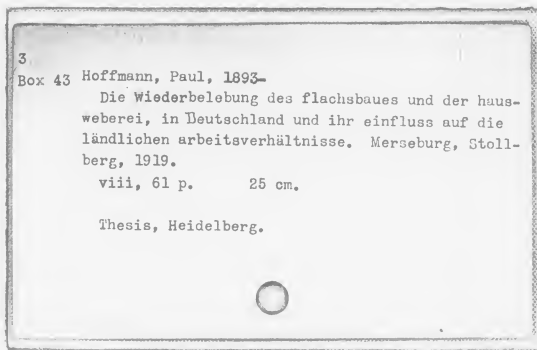 3
Box 43 Hoffmann, Paul, 1893-
Die Wiederbelebung des flachsbaues und der haus-
weberei, in Deutschland und ihr einfluss auf die
ländlichen arbeitsverhältnisse. Merseburg, Stoll-
berg, 1919.
viii, 61 p. 25 cm.
Thesis, Heidelberg.